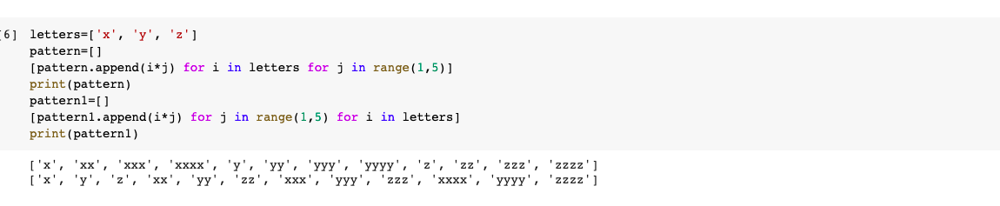 [6] letters=['x', 'y', 'z']
pattern=[]
[pattern.append(i*j) for i in letters for j in range(1,5)]
print(pattern)
pattern1=[]
[pattern1.append(i*j) for j in range(1,5) for i in letters]
print(pattern1)
['x', 'xx', 'xxx', 'xxxx', 'y', 'yy', 'yyy', 'yyyy', 'z', 'zz', 'zzz', 'zzzz']
['x', 'y', 'z', 'xx', 'yy', 'zz', 'xxx', 'yyy', 'zzz', 'xxxx', 'yyyy', 'zzzz']